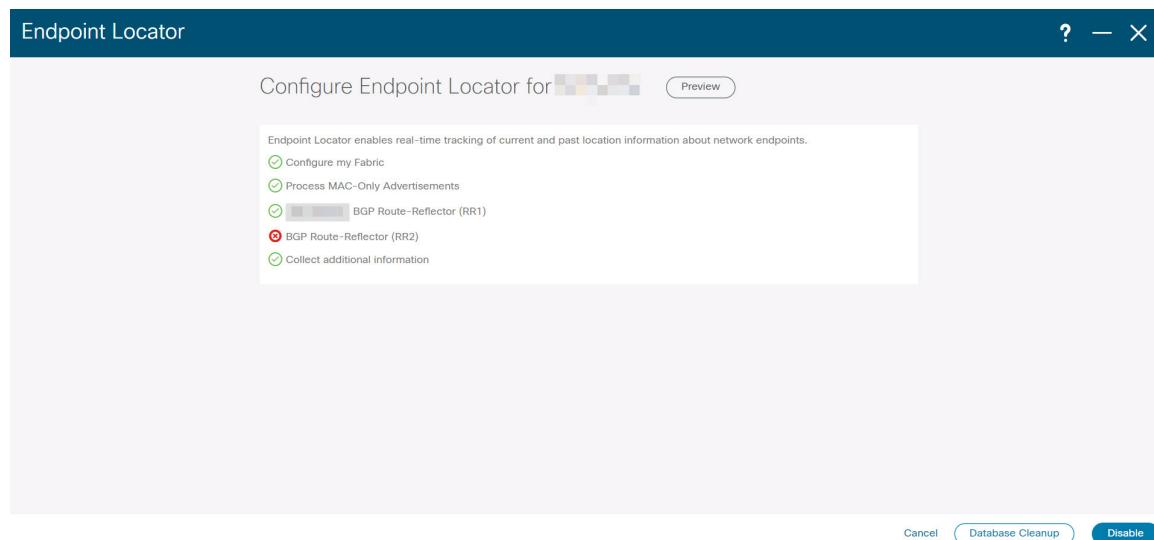 Endpoint Locator
? — ×
Configure Endpoint Locator for
Preview
Endpoint Locator enables real-time tracking of current and past location information about network endpoints.
Configure my Fabric
Process MAC-Only Advertisements
BGP Route-Reflector (RR1)
BGP Route-Reflector (RR2)
Collect additional information
Cancel Database Cleanup Disable